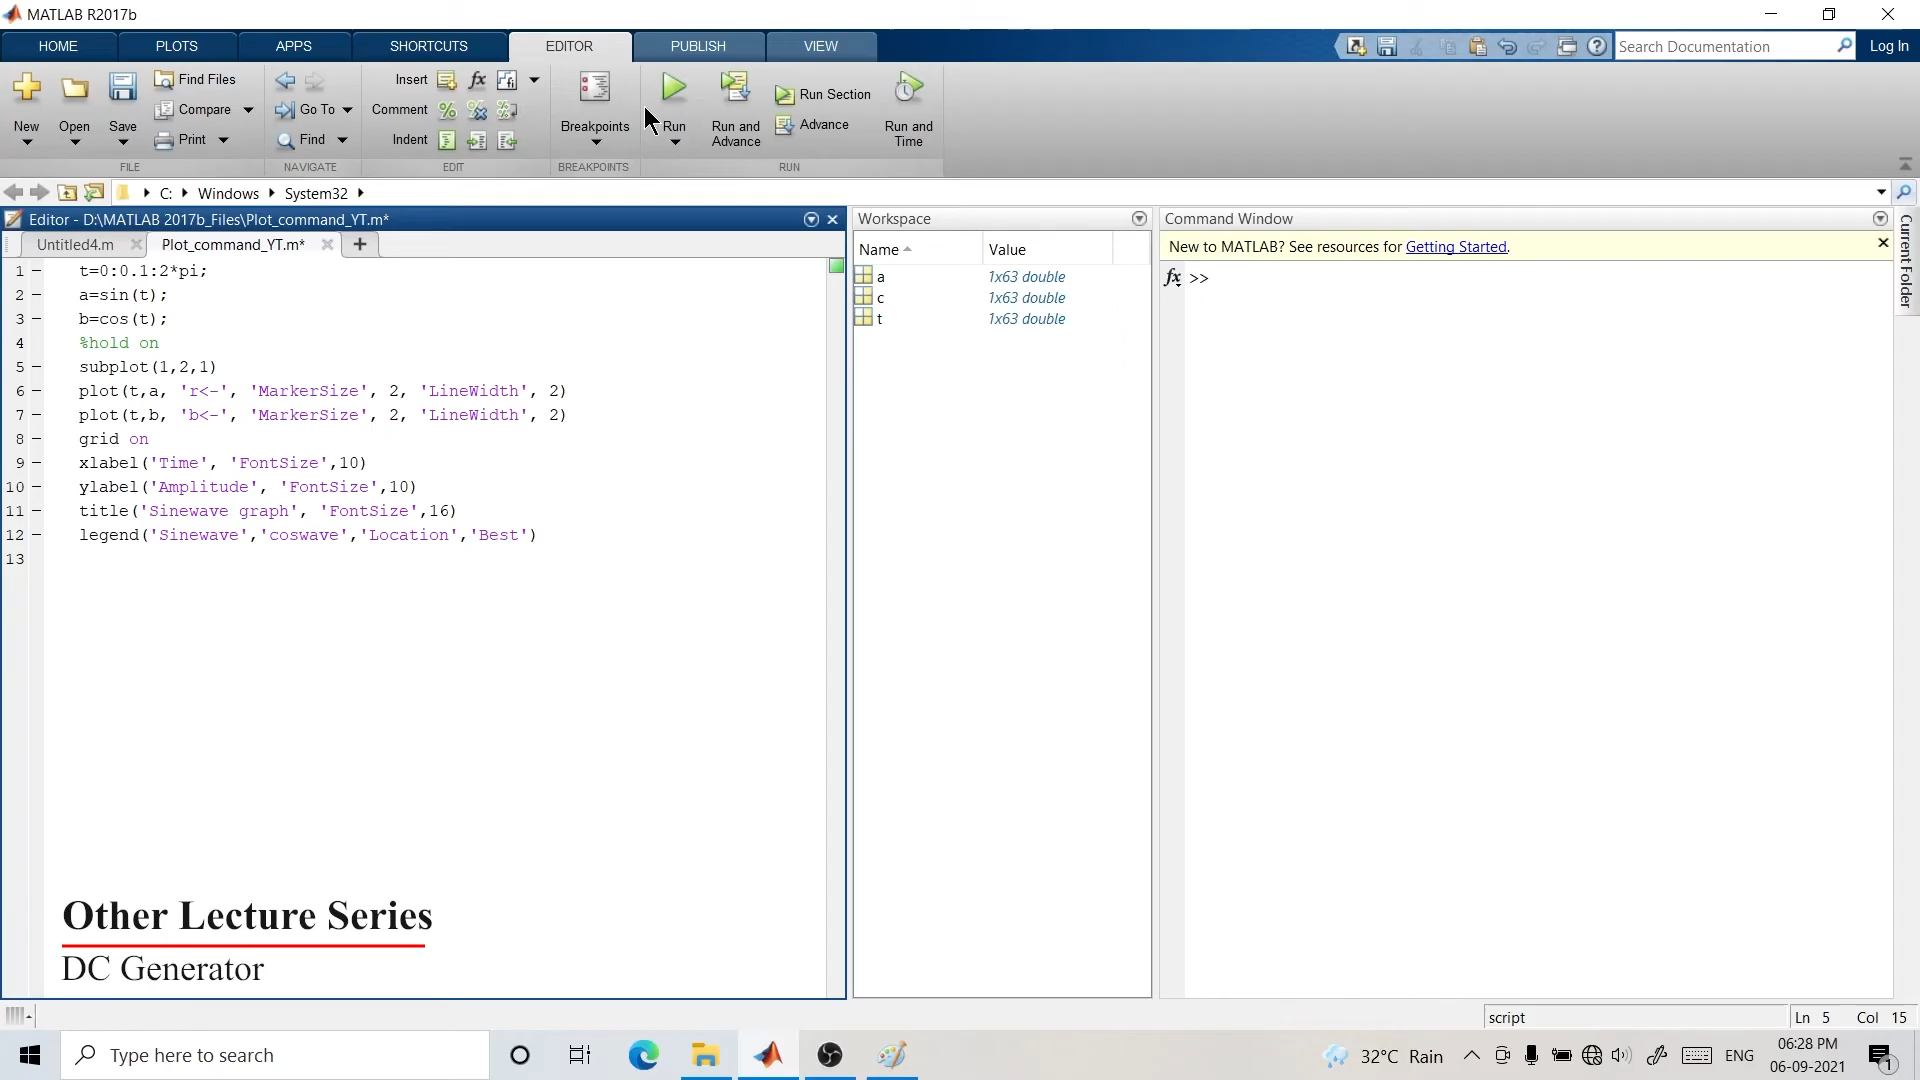 MATLAB R2017b
HOME PLOTS APPS SHORTCUTS EDITOR PUBLISH VIEW Search Documentation Log In
New Open Save Find Files Compare Print
Go To Find
Insert Comment Indent fx
Breakpoints Run Run and Advance Run Section Advance Run and Time
FILE NAVIGATE EDIT BREAKPOINTS RUN
C: Windows System32
Editor - D:\MATLAB 2017b_Files\Plot_command_YT.m*
Untitled4.m Plot_command_YT.m* +
1 t=0:0.1:2*pi;
2 a=sin(t);
3 b=cos(t);
4 %hold on
5 subplot(1,2,1)
6 plot(t,a, 'r<-', 'MarkerSize', 2, 'LineWidth', 2)
7 plot(t,b, 'b<-', 'MarkerSize', 2, 'LineWidth', 2)
8 grid on
9 xlabel('Time', 'FontSize',10)
10 ylabel('Amplitude', 'FontSize',10)
11 title('Sinewave graph', 'FontSize',16)
12 legend('Sinewave','coswave','Location','Best')
13
Other Lecture Series
DC Generator
Workspace
Name Value
a 1x63 double
c 1x63 double
t 1x63 double
Command Window
New to MATLAB? See resources for Getting Started.
fx >>
Current Folder
script Ln 5 Col 15
Type here to search
32°C Rain
ENG
06:28 PM
06-09-2021
1